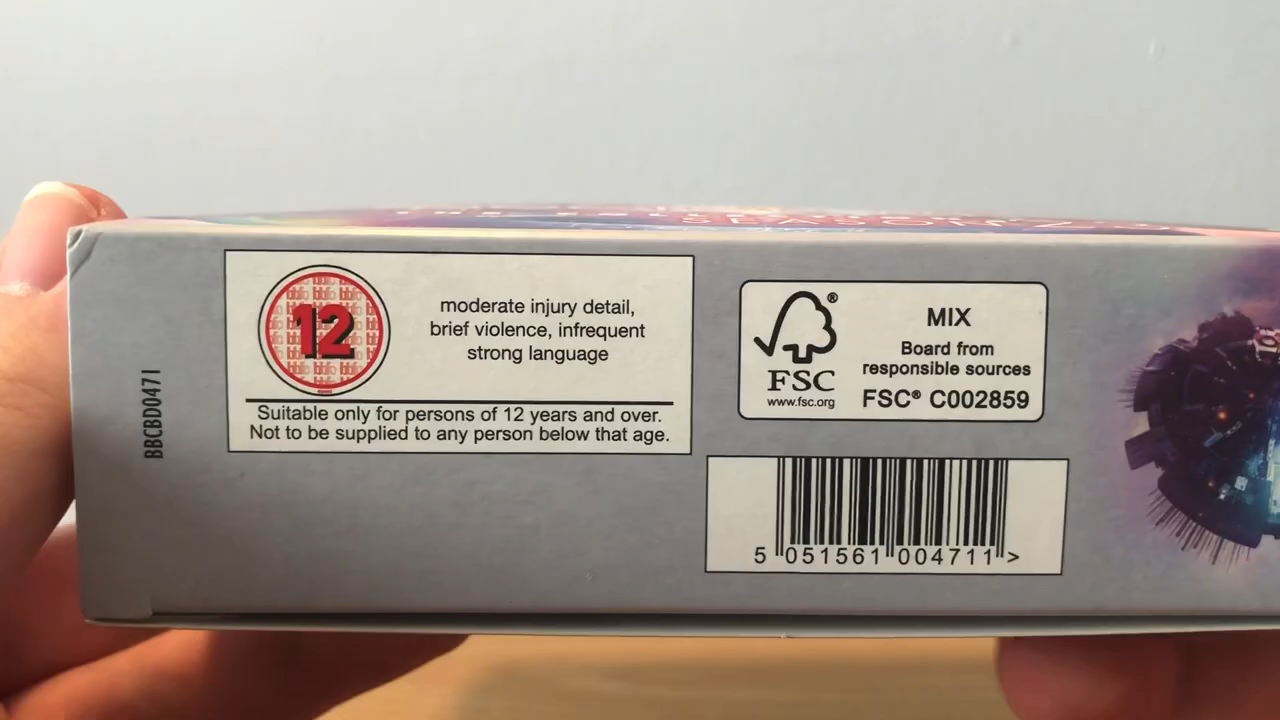 BBCBD0471
12
moderate injury detail,
brief violence, infrequent
strong language
Suitable only for persons of 12 years and over.
Not to be supplied to any person below that age.
FSC®
www.fsc.org
MIX
Board from
responsible sources
FSC® C002859
5 051561 004711 >